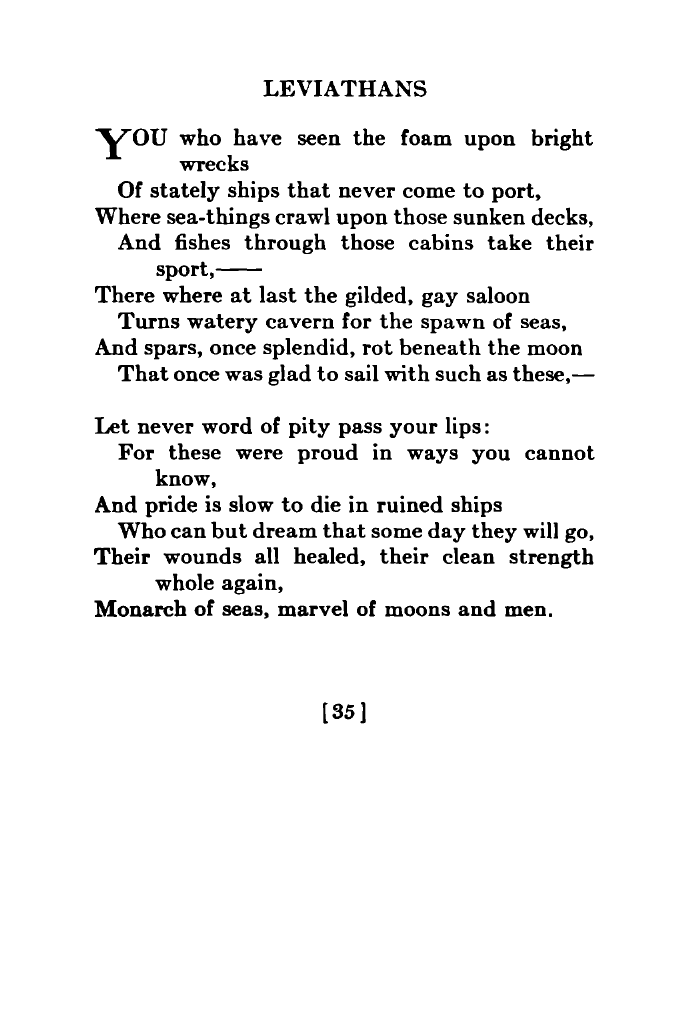 LEVIATHANS
YOU who have seen the foam upon bright
wrecks
Of stately ships that never come to port,
Where sea-things crawl upon those sunken decks,
And fishes through those cabins take their
sport,——
There where at last the gilded, gay saloon
Turns watery cavern for the spawn of seas,
And spars, once splendid, rot beneath the moon
That once was glad to sail with such as these,—
Let never word of pity pass your lips:
For these were proud in ways you cannot
know,
And pride is slow to die in ruined ships
Who can but dream that some day they will go,
Their wounds all healed, their clean strength
whole again,
Monarch of seas, marvel of moons and men.
[35]